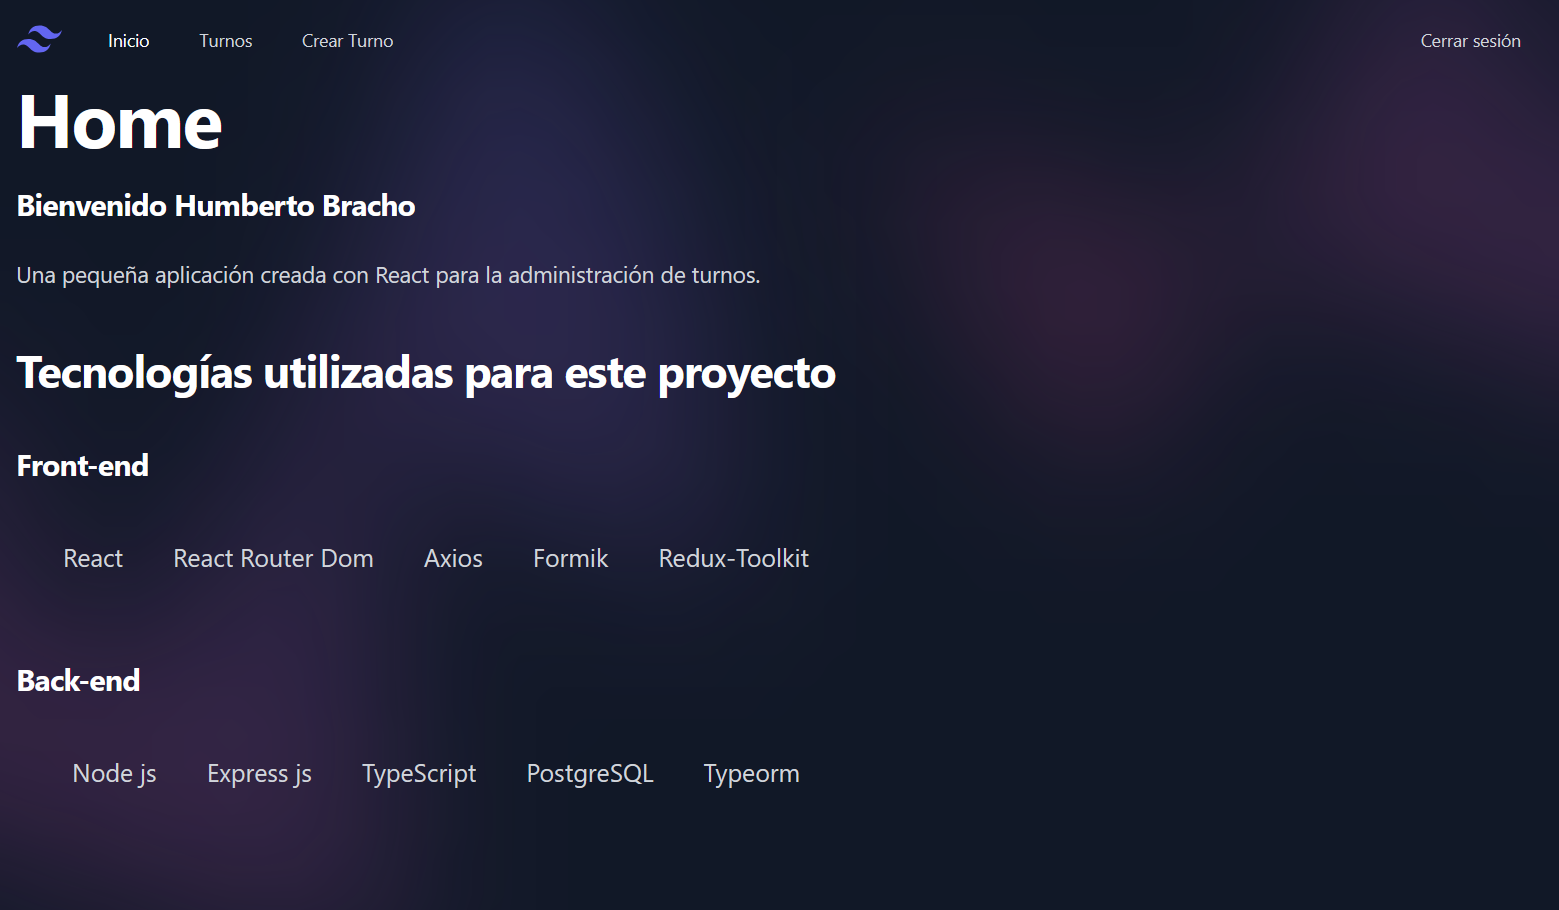 Inicio Turnos Crear Turno Cerrar sesión
Home
Bienvenido Humberto Bracho
Una pequeña aplicación creada con React para la administración de turnos.
Tecnologías utilizadas para este proyecto
Front-end
React React Router Dom Axios Formik Redux-Toolkit
Back-end
Node js Express js TypeScript PostgreSQL Typeorm